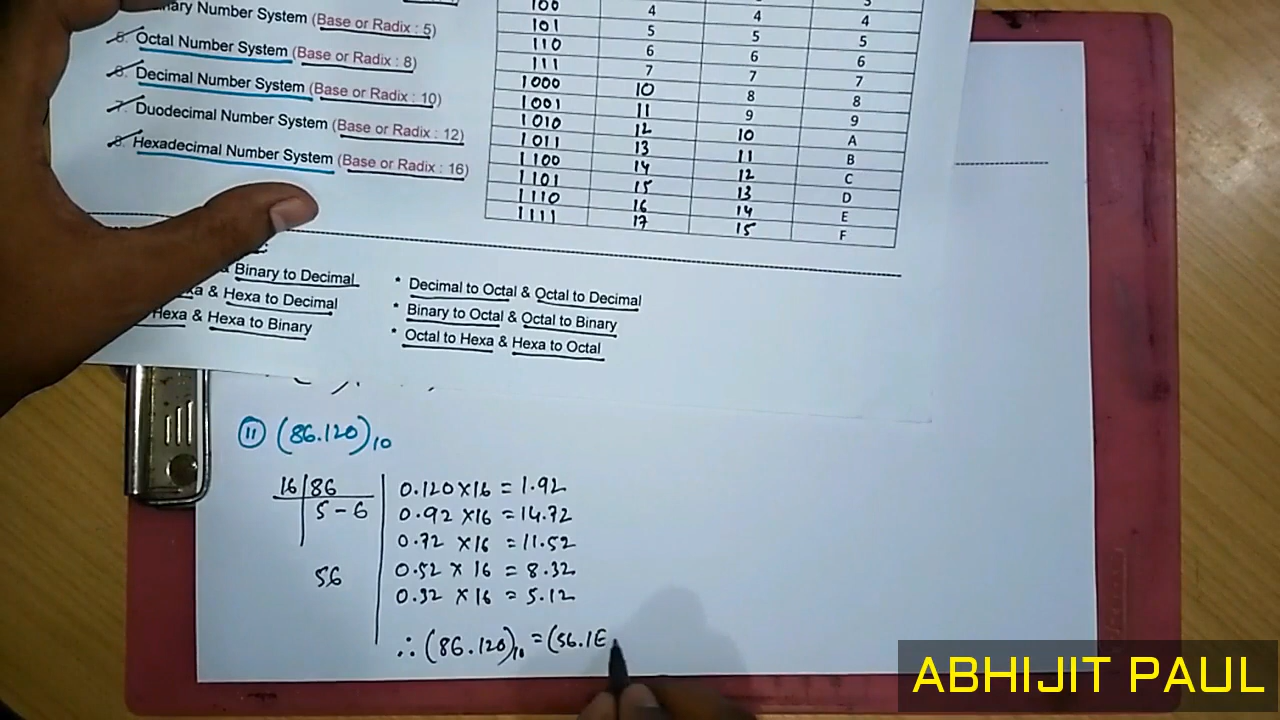 nary Number System (Base or Radix : 5)
Octal Number System (Base or Radix : 8)
Decimal Number System (Base or Radix : 10)
7. Duodecimal Number System (Base or Radix : 12)
8. Hexadecimal Number System (Base or Radix : 16)
100 4 4 4
101 5 5 5
110 6 6 6
111 7 7 7
1000 10 8 8
1001 11 9 9
1010 12 10 A
1011 13 11 B
1100 14 12 C
1101 15 13 D
1110 16 14 E
1111 17 15 F
& Binary to Decimal
xa & Hexa to Decimal
Hexa & Hexa to Binary
* Decimal to Octal & Octal to Decimal
* Binary to Octal & Octal to Binary
* Octal to Hexa & Hexa to Octal
11 (86.120)10
16 86
5 - 6
56
0.120 × 16 = 1.92
0.92 × 16 = 14.72
0.72 × 16 = 11.52
0.52 × 16 = 8.32
0.32 × 16 = 5.12
∴ (86.120)10 = (56.1E
ABHIJIT PAUL